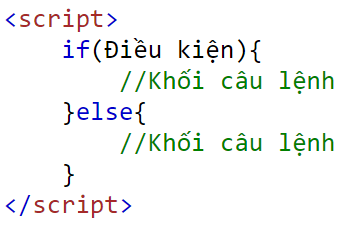 <script>
if(Điều kiện){
//Khối câu lệnh
}else{
//Khối câu lệnh
}
</script>